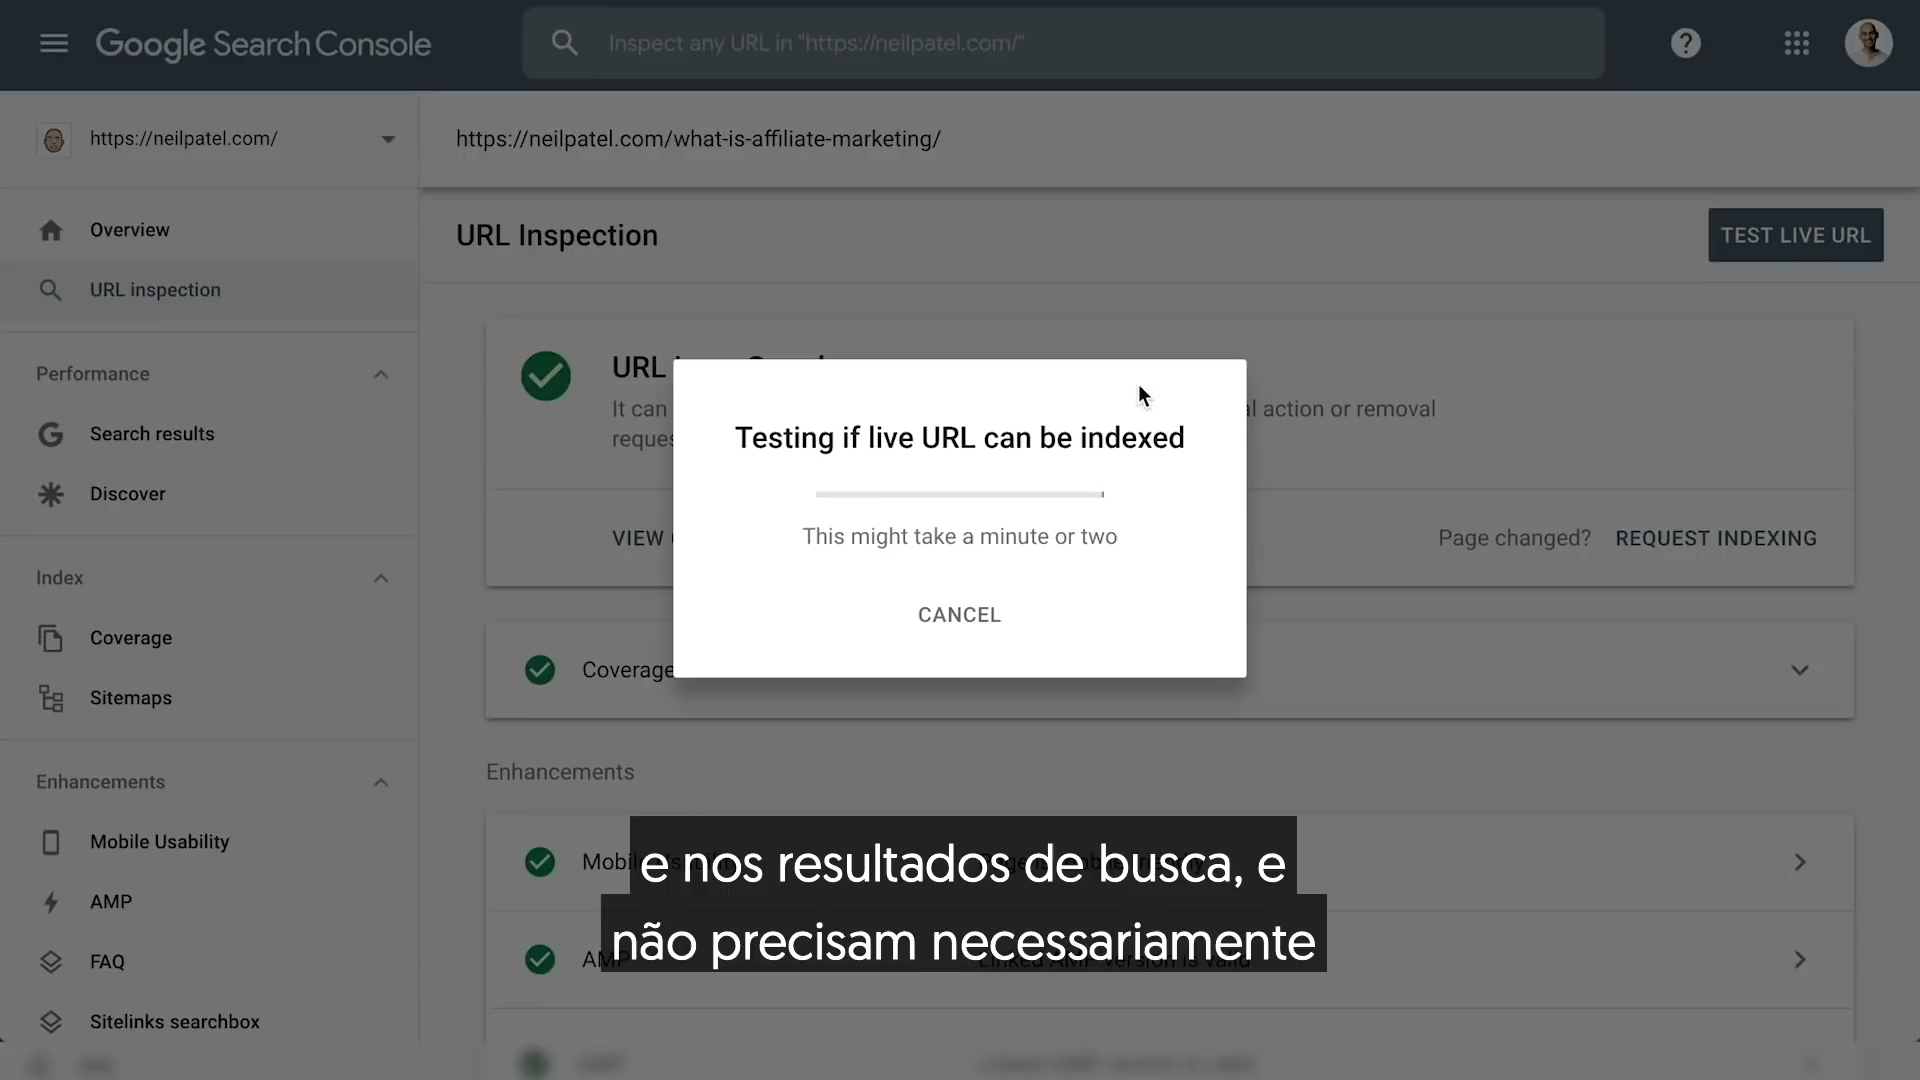 Google Search Console
Inspect any URL in "https://neilpatel.com/"
https://neilpatel.com/
https://neilpatel.com/what-is-affiliate-marketing/
Overview
URL inspection
Performance
Search results
Discover
Index
Coverage
Sitemaps
Enhancements
Mobile Usability
AMP
FAQ
Sitelinks searchbox
URL Inspection
TEST LIVE URL
URL
It can
al action or removal
reques
VIEW
Page changed?
REQUEST INDEXING
Testing if live URL can be indexed
This might take a minute or two
CANCEL
Coverage
Enhancements
e nos resultados de busca, e
não precisam necessariamente